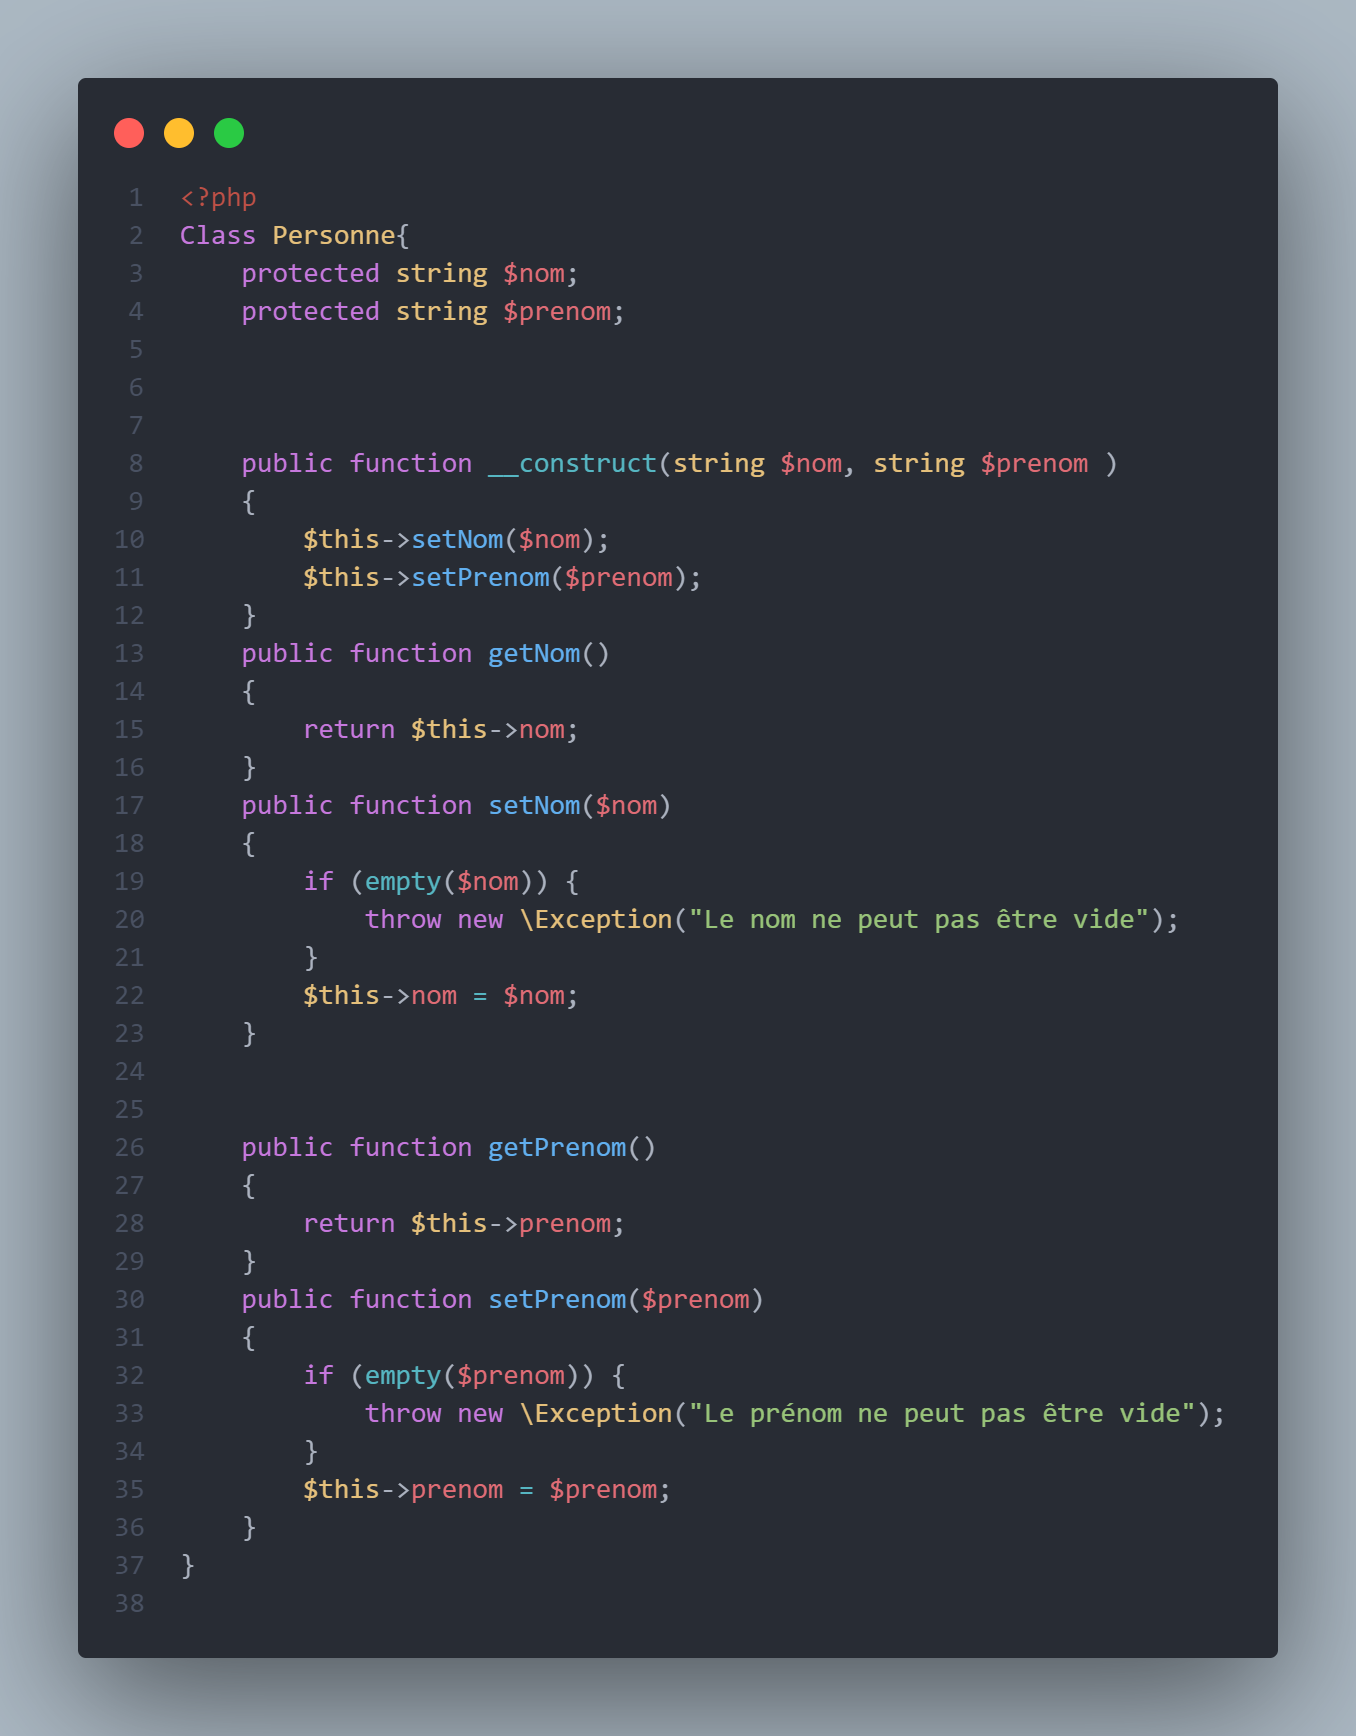 1 <?php
2 Class Personne{
3     protected string $nom;
4     protected string $prenom;
5
6
7
8     public function __construct(string $nom, string $prenom )
9     {
10         $this->setNom($nom);
11         $this->setPrenom($prenom);
12     }
13     public function getNom()
14     {
15         return $this->nom;
16     }
17     public function setNom($nom)
18     {
19         if (empty($nom)) {
20             throw new \Exception("Le nom ne peut pas être vide");
21         }
22         $this->nom = $nom;
23     }
24
25
26     public function getPrenom()
27     {
28         return $this->prenom;
29     }
30     public function setPrenom($prenom)
31     {
32         if (empty($prenom)) {
33             throw new \Exception("Le prénom ne peut pas être vide");
34         }
35         $this->prenom = $prenom;
36     }
37 }
38